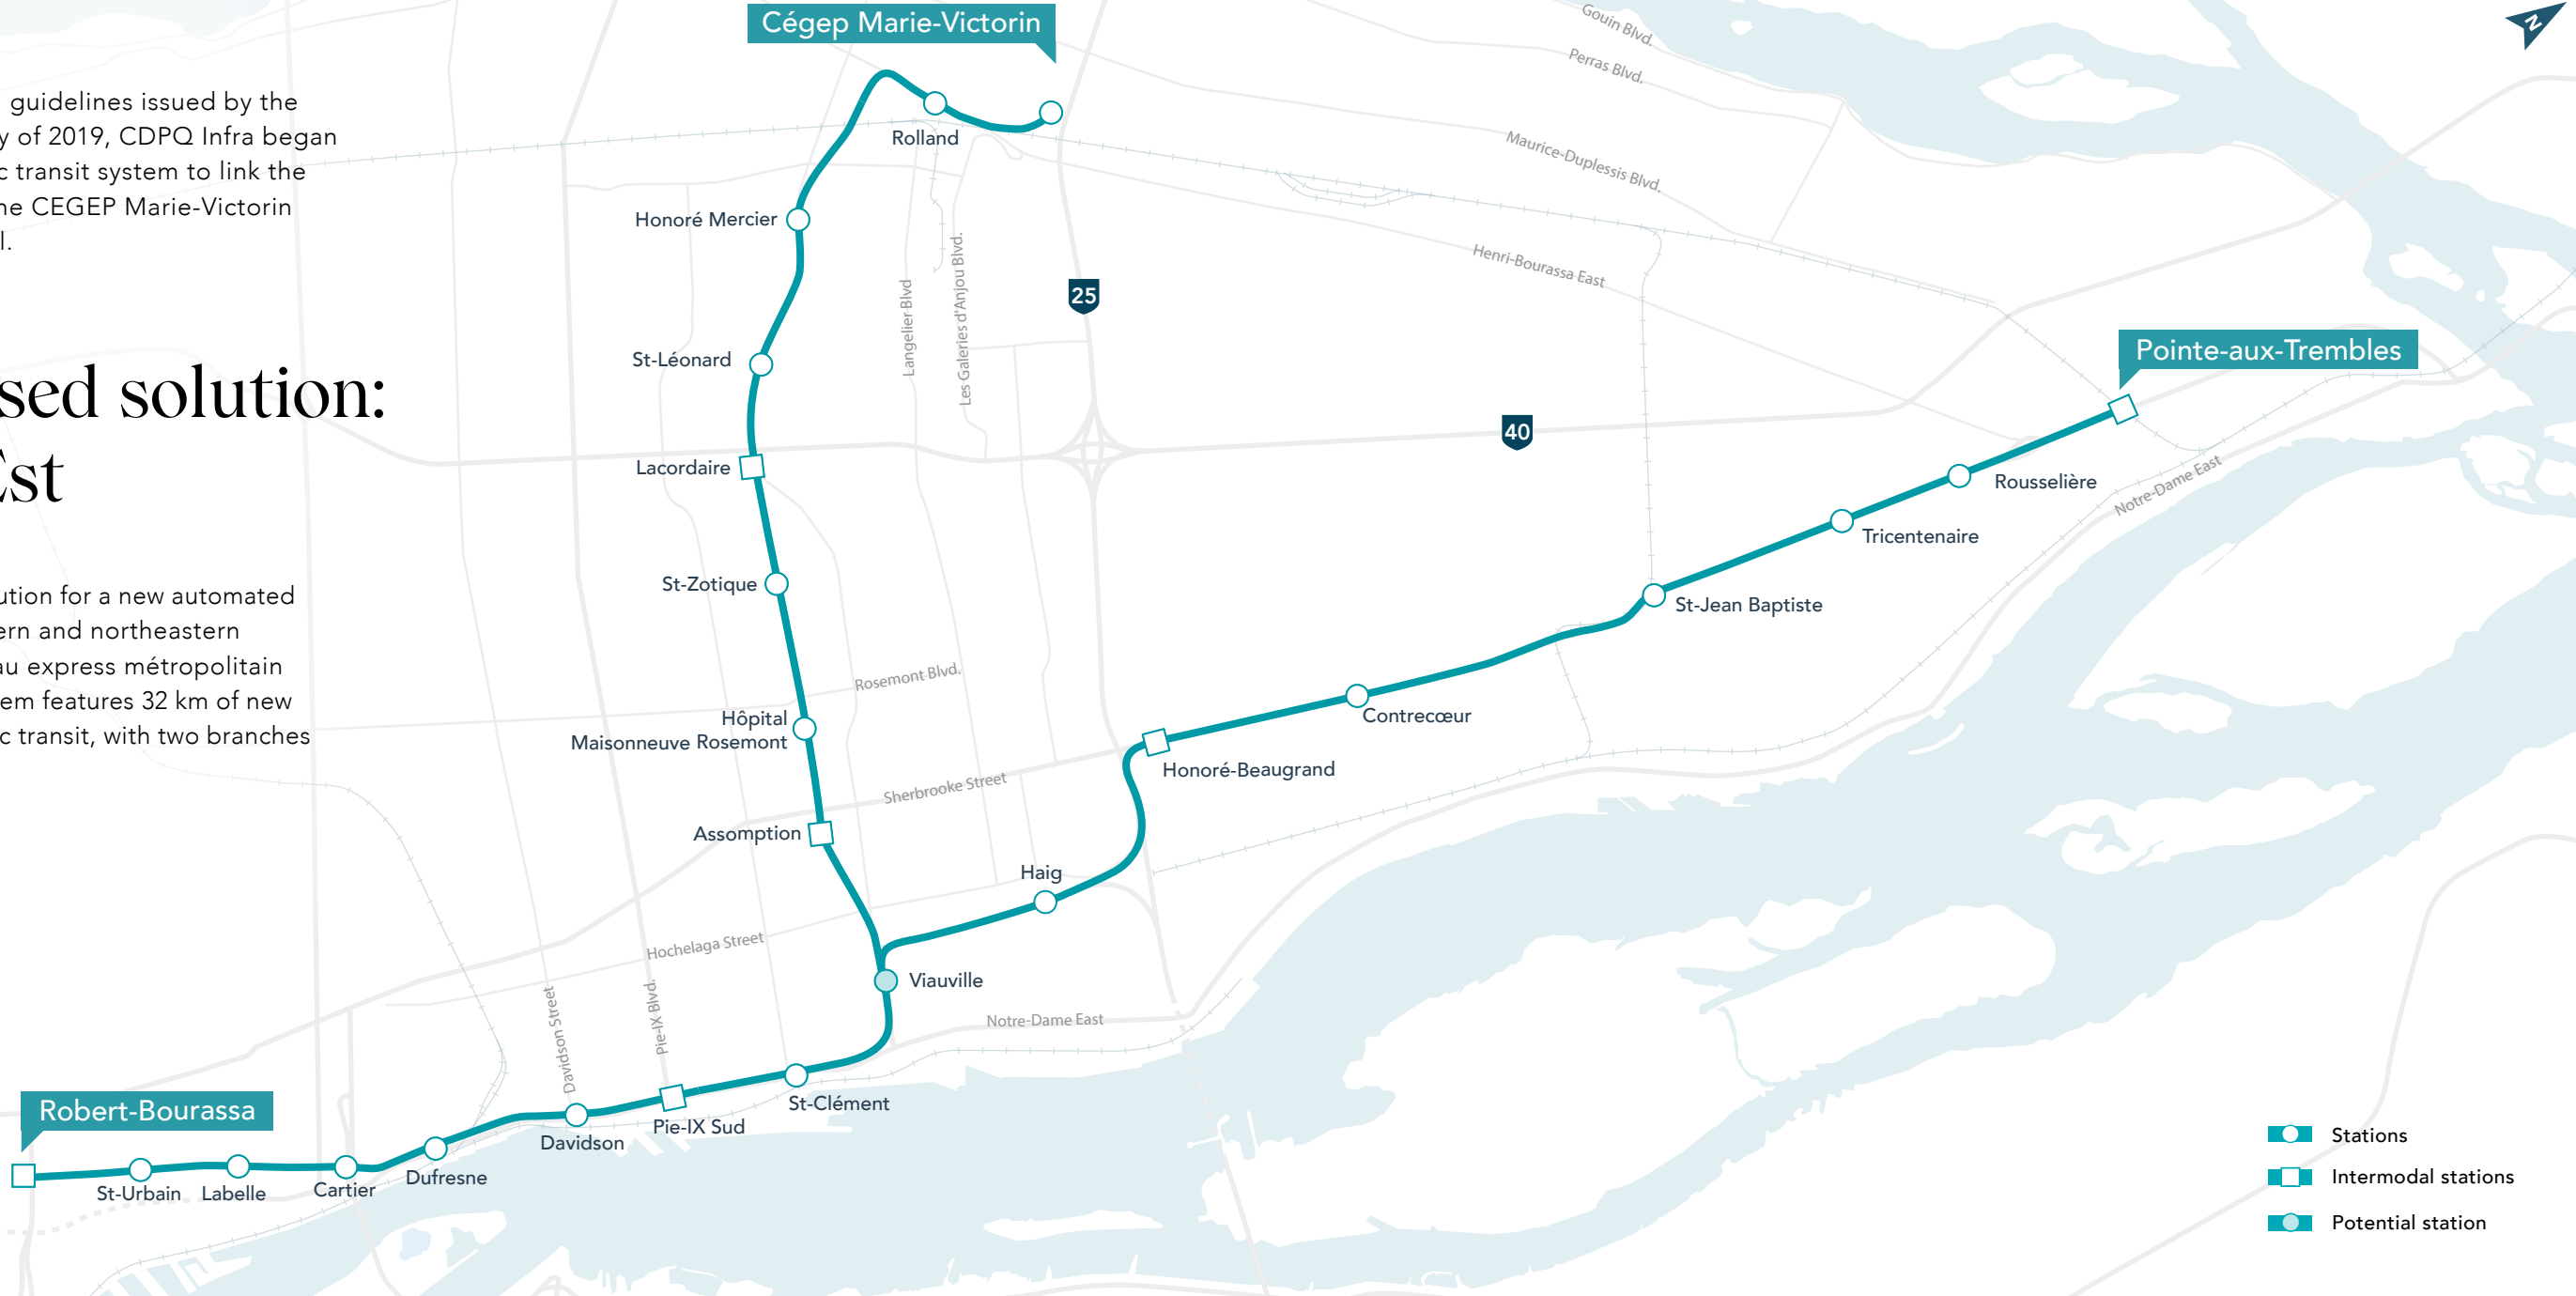 guidelines issued by the
y of 2019, CDPQ Infra began
c transit system to link the
ne CEGEP Marie-Victorin
l.
sed solution:
Est
ution for a new automated
ern and northeastern
au express métropolitain
em features 32 km of new
c transit, with two branches
Cégep Marie-Victorin
Rolland
Honoré Mercier
St-Léonard
Lacordaire
St-Zotique
Hôpital
Maisonneuve Rosemont
Assomption
Viauville
Haig
Honoré-Beaugrand
Contrecœur
St-Jean Baptiste
Tricentenaire
Rousselière
Pointe-aux-Trembles
Robert-Bourassa
St-Urbain
Labelle
Cartier
Dufresne
Davidson
Pie-IX Sud
St-Clément
Gouin Blvd.
Perras Blvd.
Maurice-Duplessis Blvd.
Henri-Bourassa East
Langelier Blvd
Les Galeries d'Anjou Blvd.
25
40
Rosemont Blvd.
Sherbrooke Street
Hochelaga Street
Davidson Street
Pie-IX Blvd.
Notre-Dame East
Notre-Dame East
N
Stations
Intermodal stations
Potential station